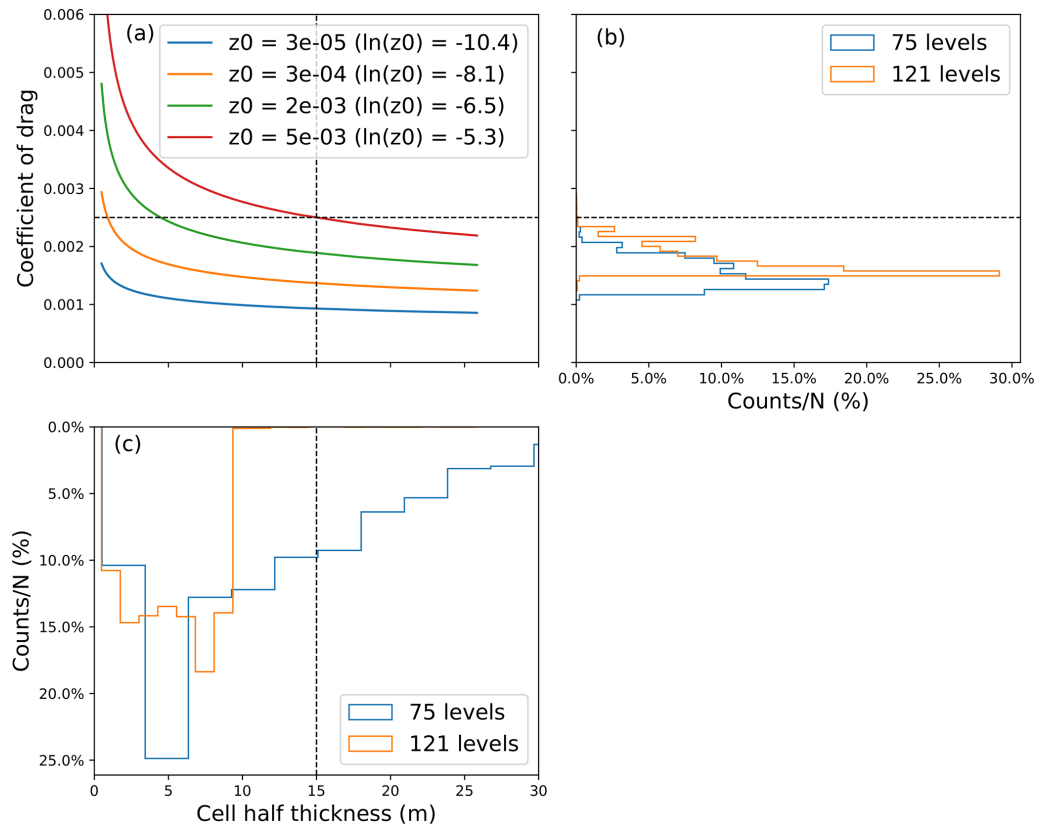 (a)
z0 = 3e-05 (ln(z0) = -10.4)
z0 = 3e-04 (ln(z0) = -8.1)
z0 = 2e-03 (ln(z0) = -6.5)
z0 = 5e-03 (ln(z0) = -5.3)
Coefficient of drag
0.006
0.005
0.004
0.003
0.002
0.001
0.000
(b)
75 levels
121 levels
0.0% 5.0% 10.0% 15.0% 20.0% 25.0% 30.0%
Counts/N (%)
(c)
Counts/N (%)
0.0%
5.0%
10.0%
15.0%
20.0%
25.0%
75 levels
121 levels
0 5 10 15 20 25 30
Cell half thickness (m)